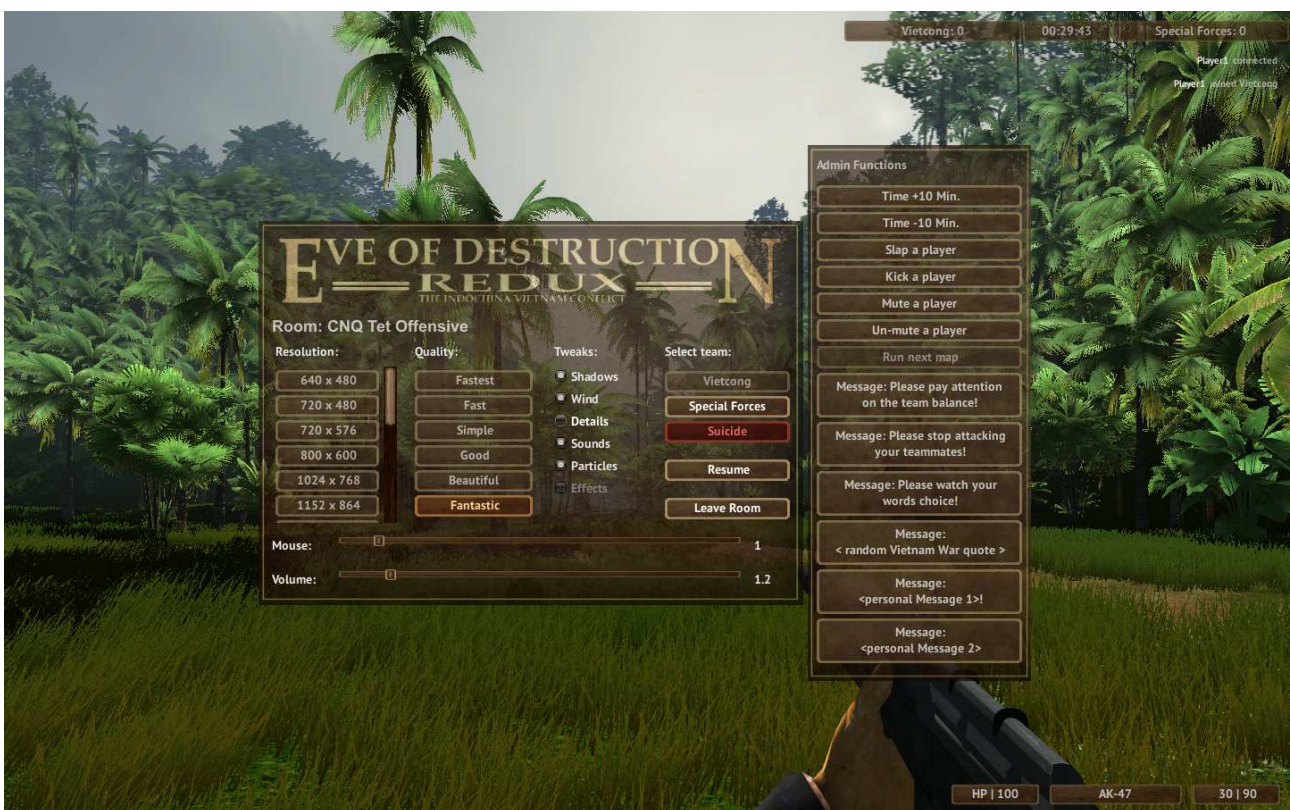 Vietcong: 0
00:29:43
Special Forces: 0
Player1 connected
Player1 joined Vietcong
EVE OF DESTRUCTION
REDUX
THE INDOCHINA VIETNAM CONFLICT
Room: CNQ Tet Offensive
Resolution:
640 x 480
720 x 480
720 x 576
800 x 600
1024 x 768
1152 x 864
Quality:
Fastest
Fast
Simple
Good
Beautiful
Fantastic
Tweaks:
Shadows
Wind
Details
Sounds
Particles
Effects
Select team:
Vietcong
Special Forces
Suicide
Resume
Leave Room
Mouse:
1
Volume:
1.2
Admin Functions
Time +10 Min.
Time -10 Min.
Slap a player
Kick a player
Mute a player
Un-mute a player
Run next map
Message: Please pay attention
on the team balance!
Message: Please stop attacking
your teammates!
Message: Please watch your
words choice!
Message:
< random Vietnam War quote >
Message:
<personal Message 1>!
Message:
<personal Message 2>
HP | 100
AK-47
30 | 90